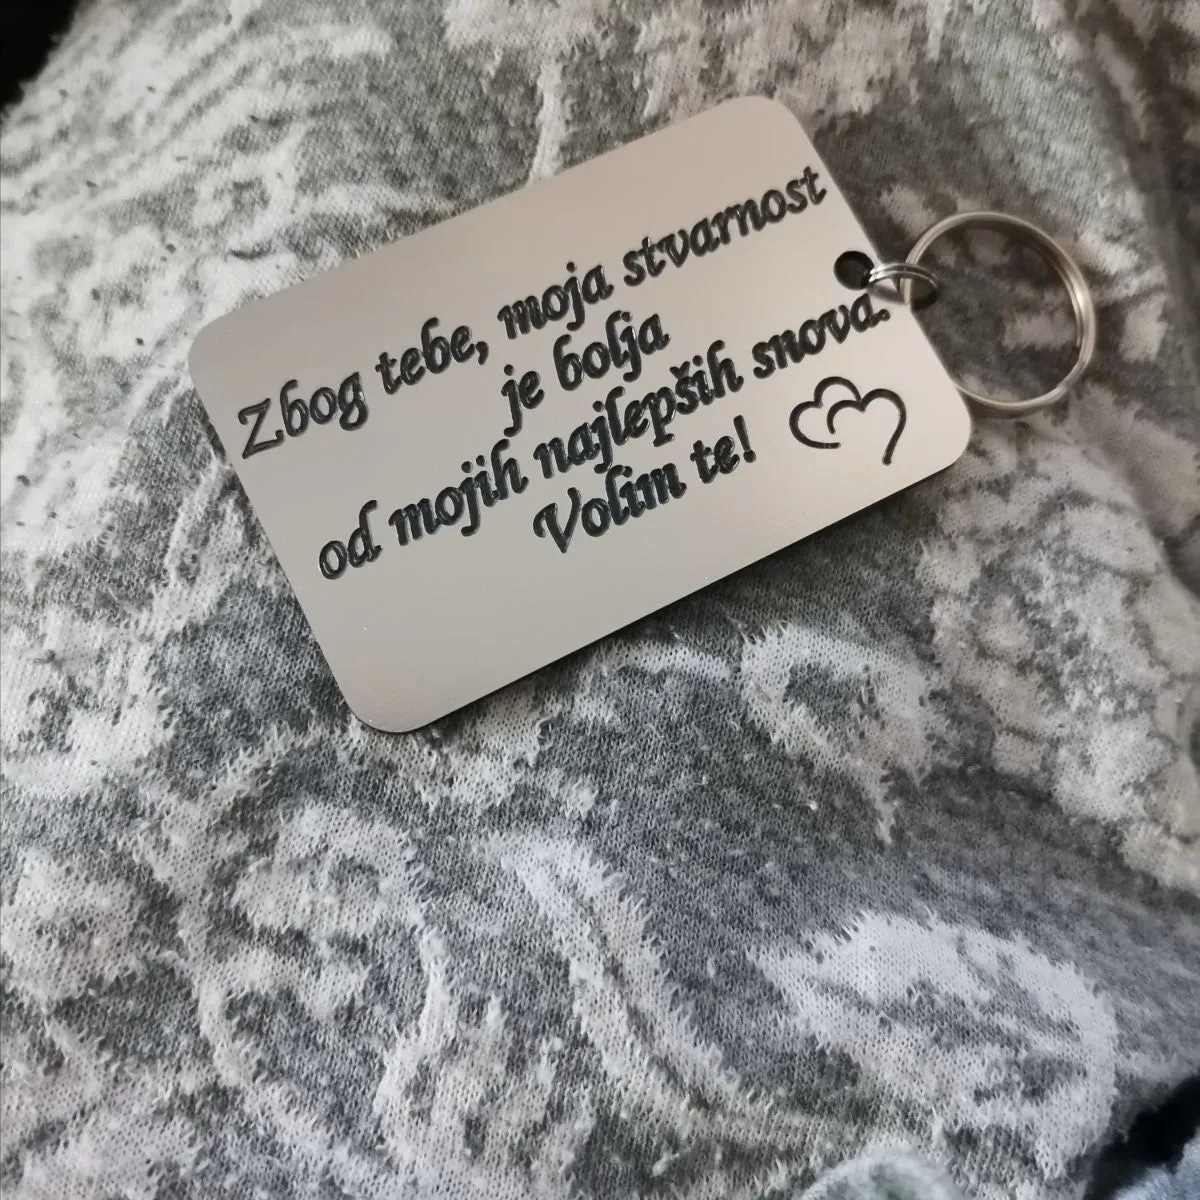 Zbog tebe, moja stvarnost
je bolja
od mojih najlepših snova.
Volim te!